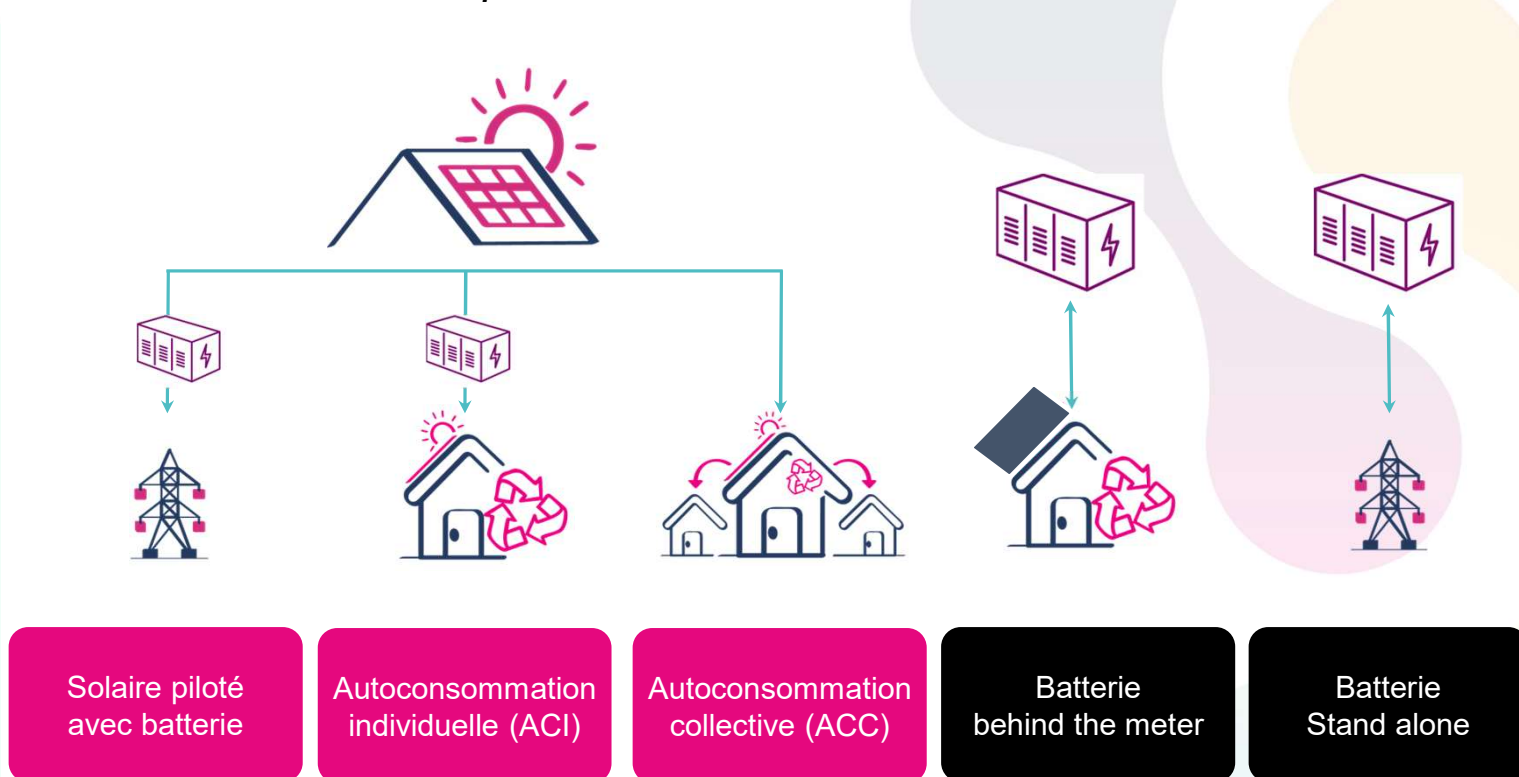 Solaire piloté
avec batterie
Autoconsommation
individuelle (ACI)
Autoconsommation
collective (ACC)
Batterie
behind the meter
Batterie
Stand alone